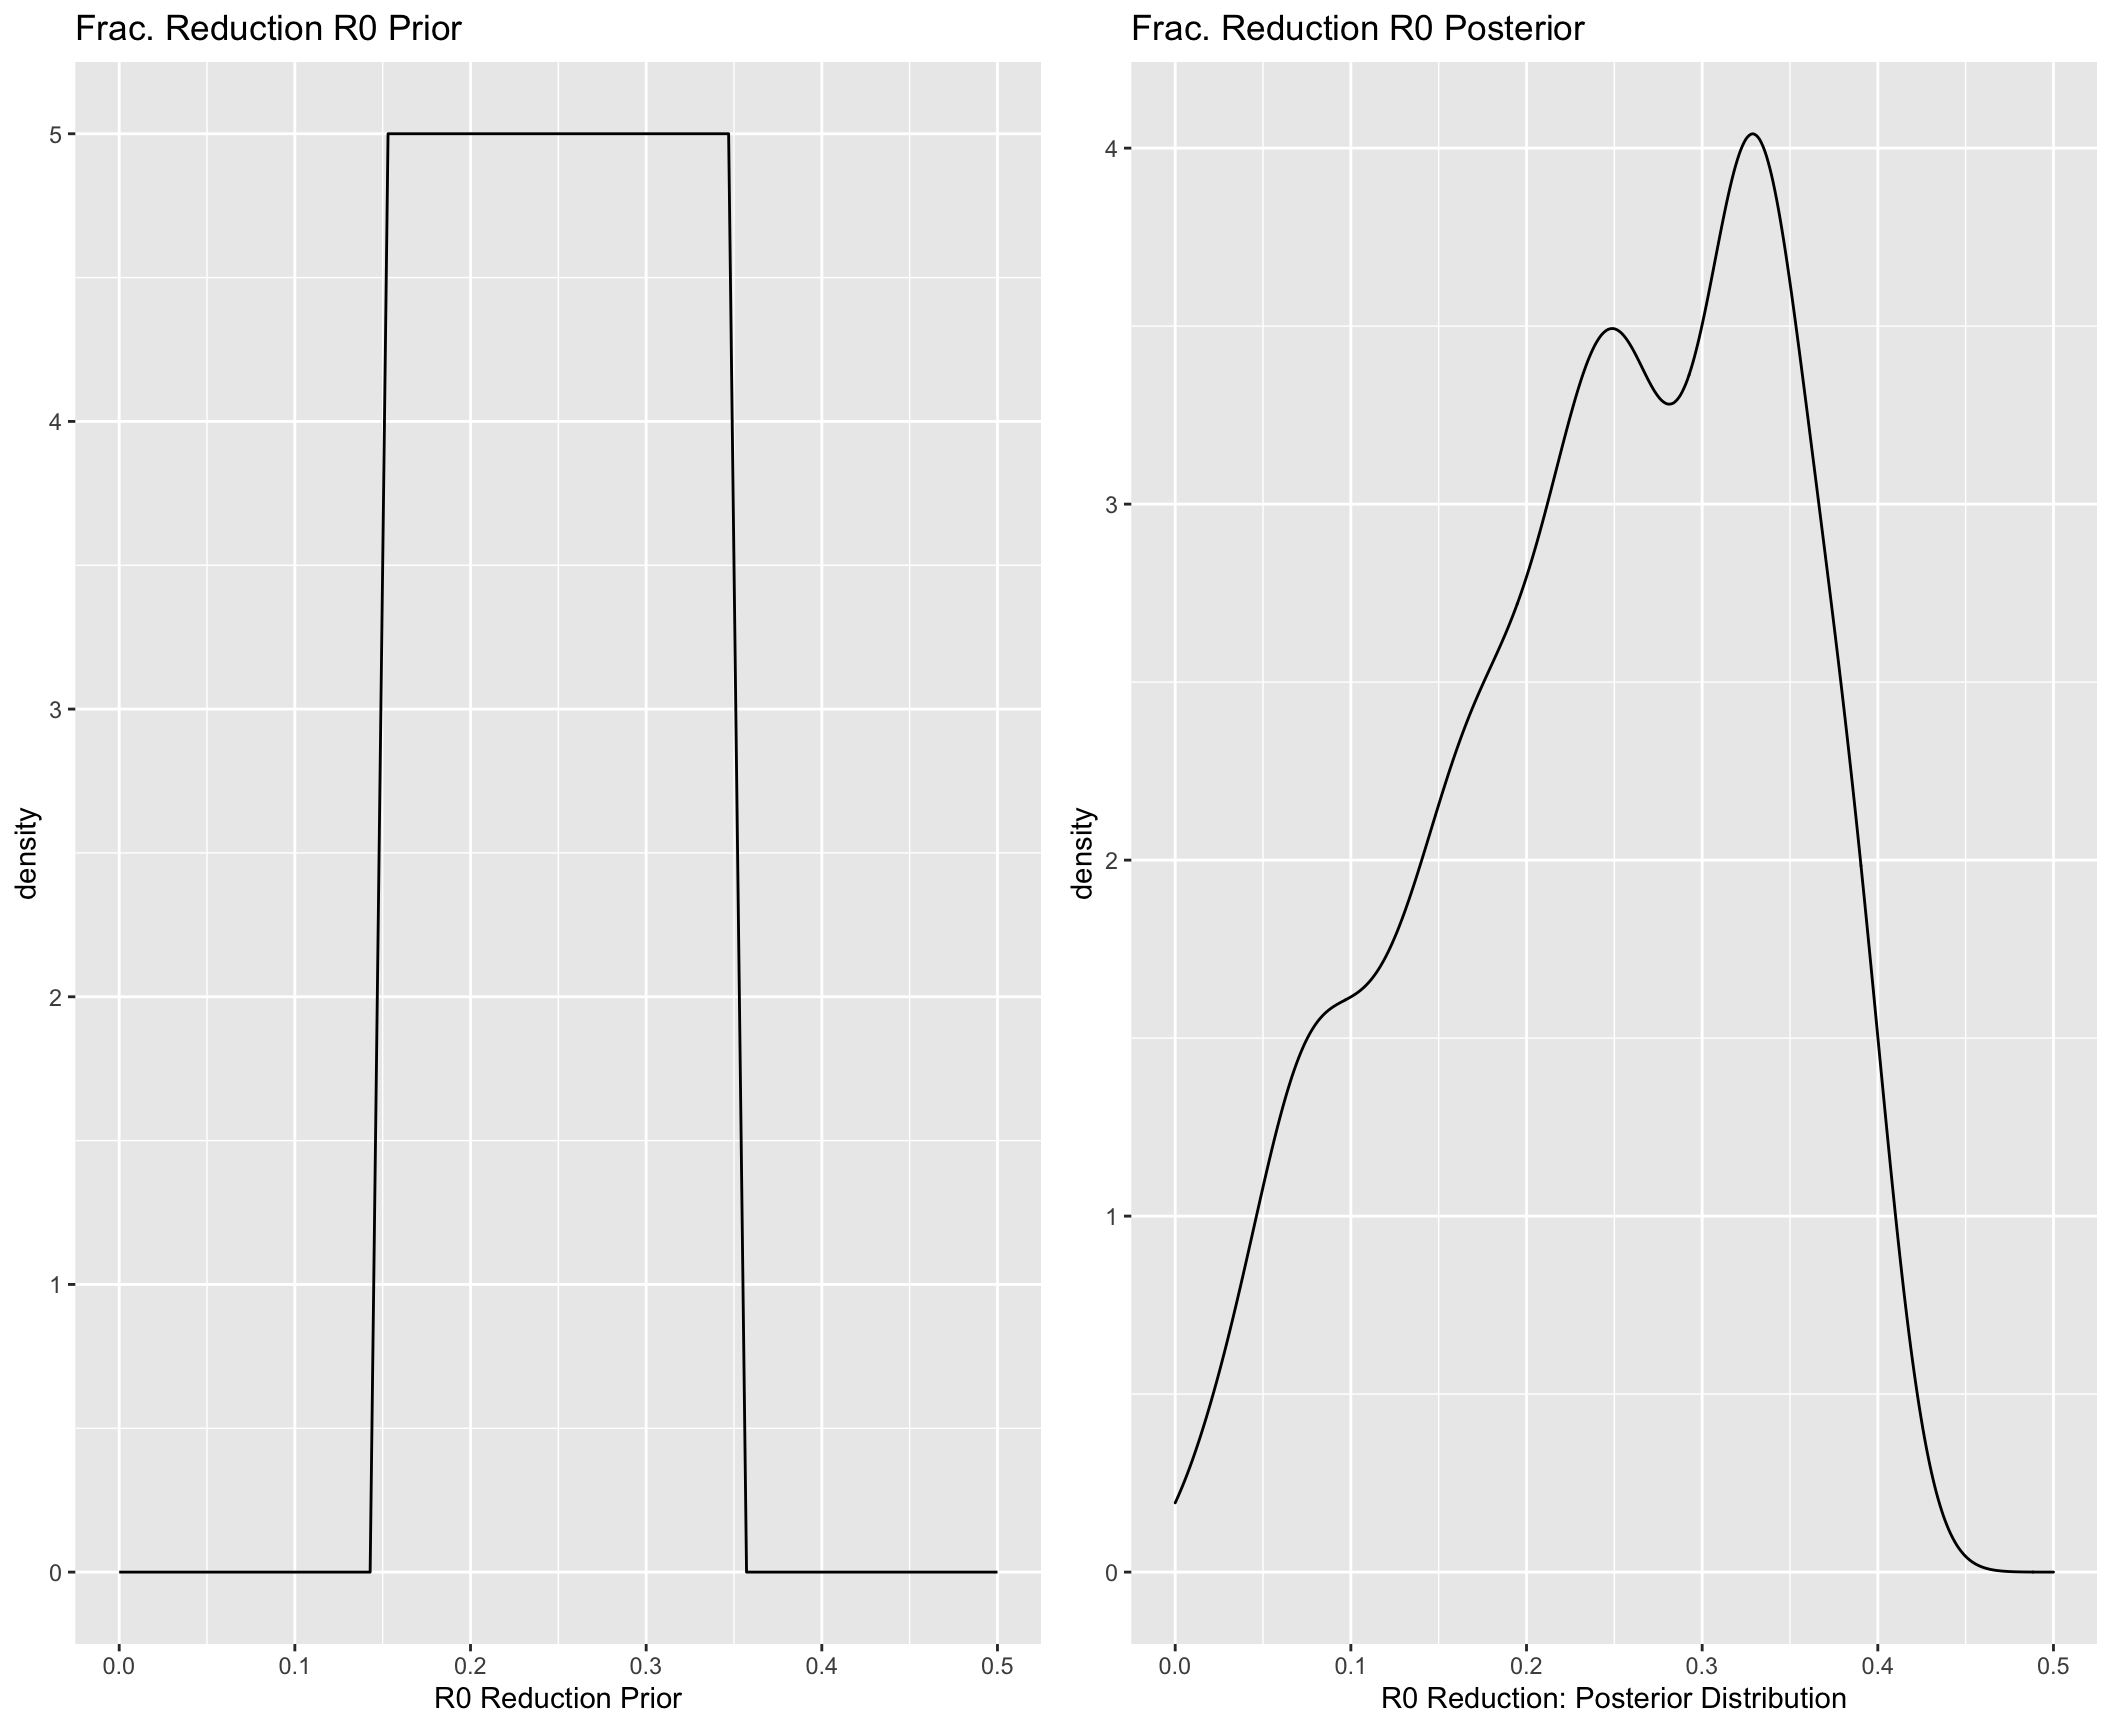 Frac. Reduction R0 Prior
5
4
3
2
1
0
density
0.0 0.1 0.2 0.3 0.4 0.5
R0 Reduction Prior
Frac. Reduction R0 Posterior
4
3
2
1
0
density
0.0 0.1 0.2 0.3 0.4 0.5
R0 Reduction: Posterior Distribution